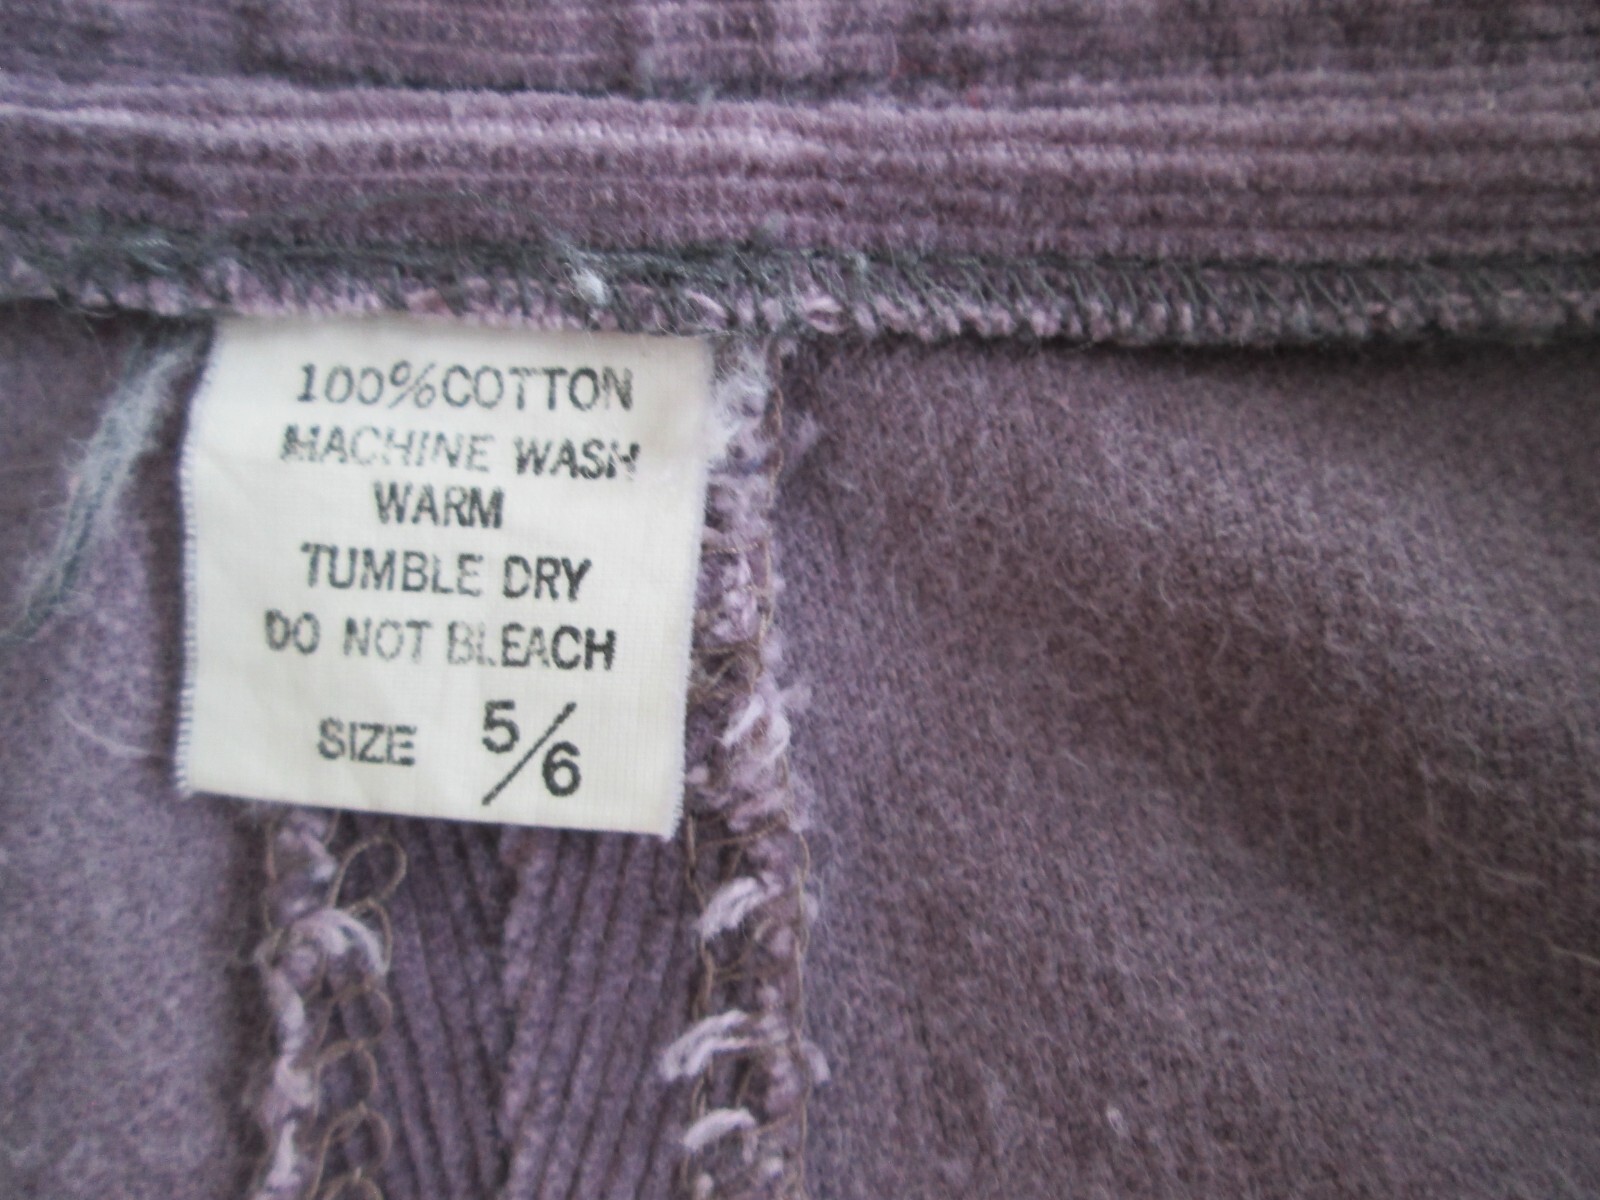 100%COTTON
MACHINE WASH
WARM
TUMBLE DRY
DO NOT BLEACH
SIZE 5/6